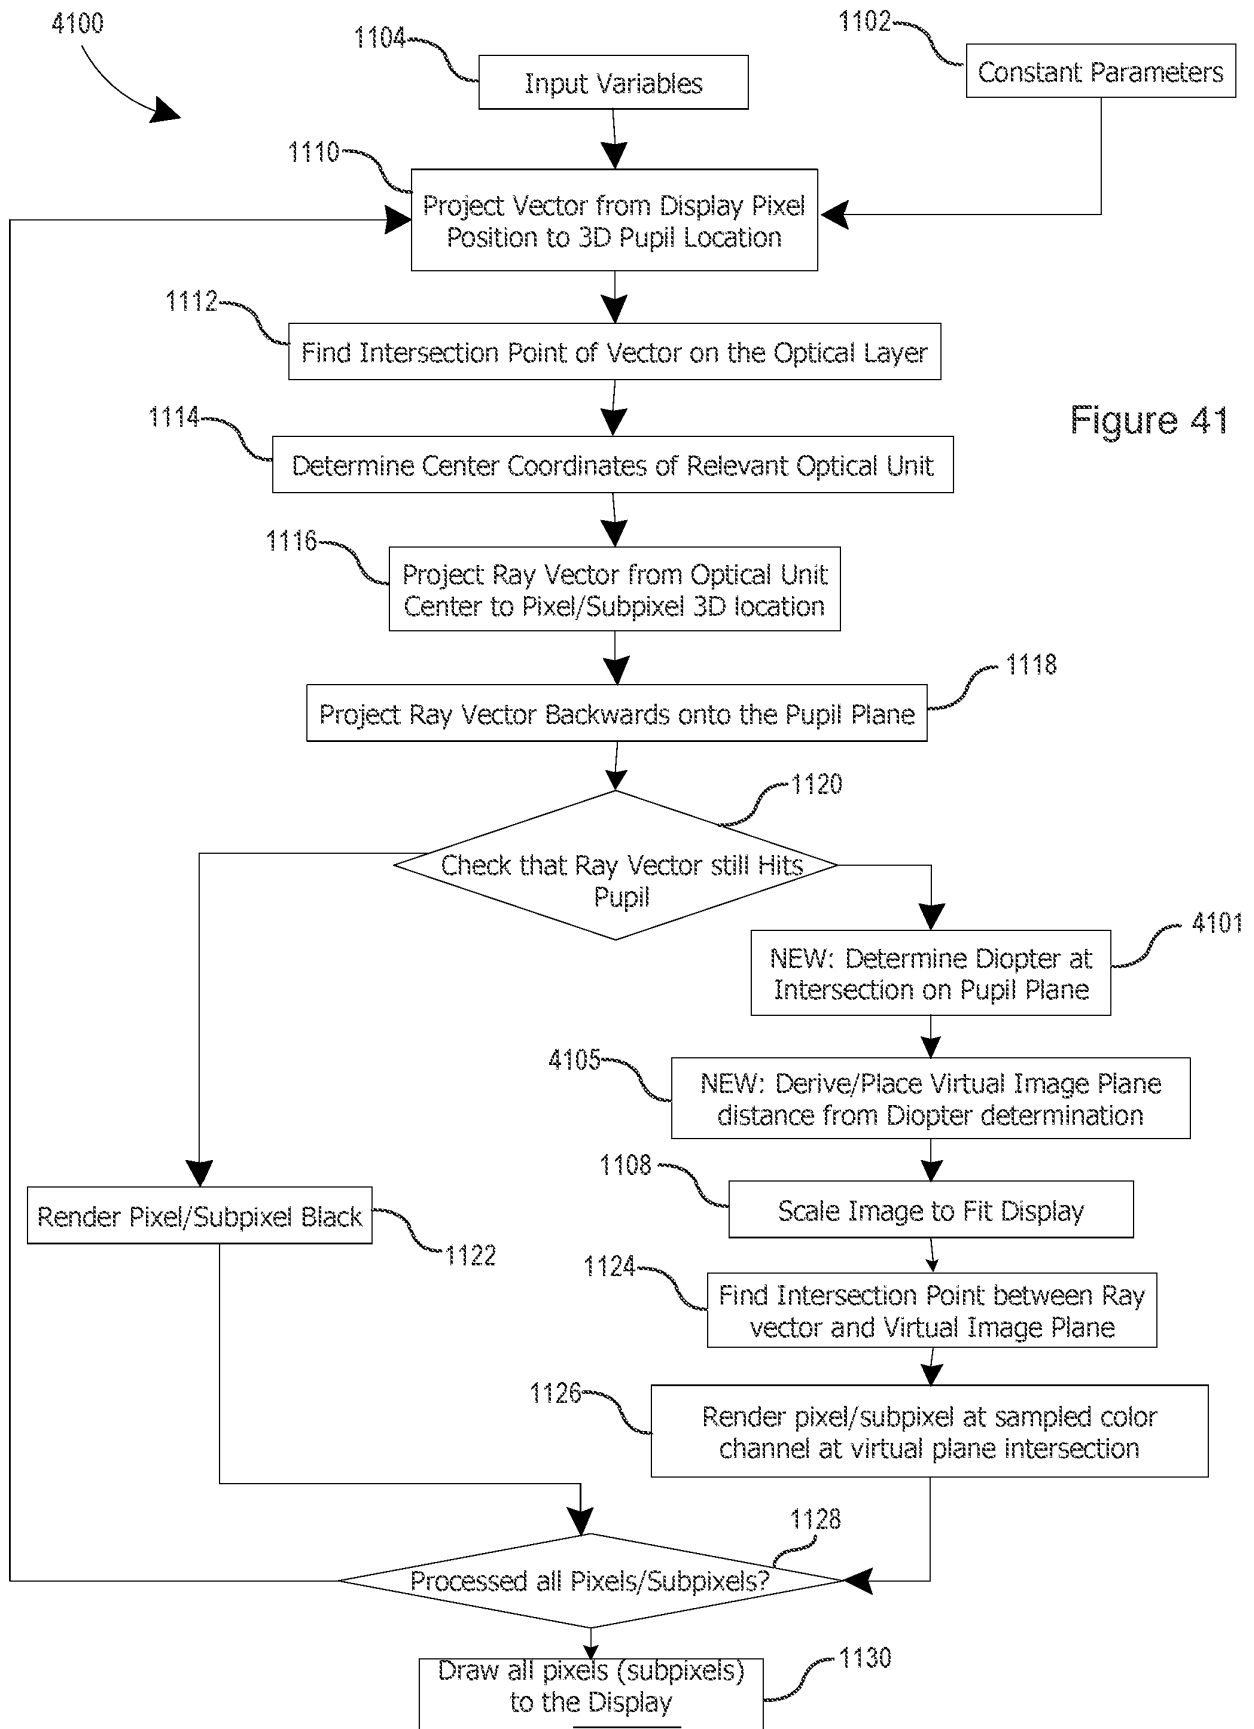 4100
1104
Input Variables
1102
Constant Parameters
1110
Project Vector from Display Pixel
Position to 3D Pupil Location
1112
Find Intersection Point of Vector on the Optical Layer
Figure 41
1114
Determine Center Coordinates of Relevant Optical Unit
1116
Project Ray Vector from Optical Unit
Center to Pixel/Subpixel 3D location
1118
Project Ray Vector Backwards onto the Pupil Plane
1120
Check that Ray Vector still Hits
Pupil
4101
NEW: Determine Diopter at
Intersection on Pupil Plane
4105
NEW: Derive/Place Virtual Image Plane
distance from Diopter determination
1108
Scale Image to Fit Display
Render Pixel/Subpixel Black
1122
1124
Find Intersection Point between Ray
vector and Virtual Image Plane
1126
Render pixel/subpixel at sampled color
channel at virtual plane intersection
1128
Processed all Pixels/Subpixels?
1130
Draw all pixels (subpixels)
to the Display